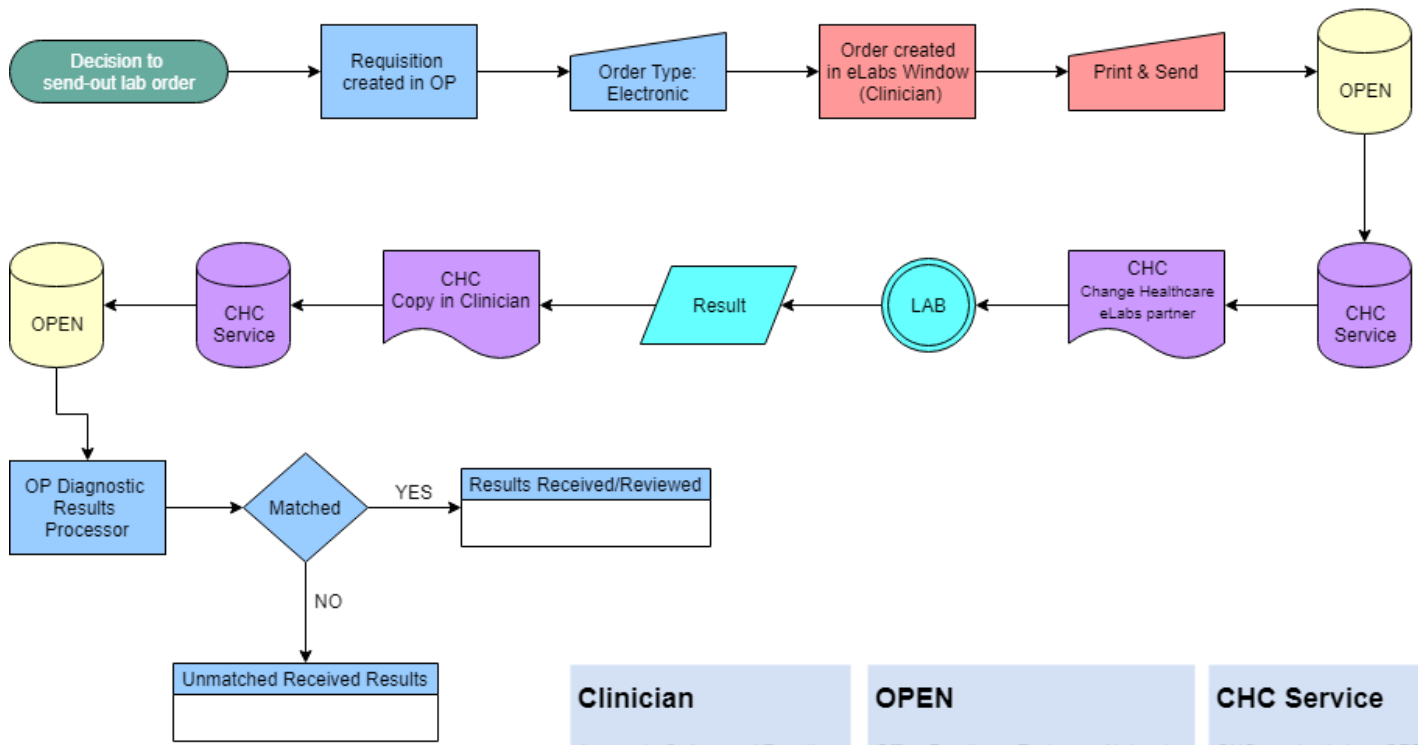 Decision to
send-out lab order
Requisition
created in OP
Order Type:
Electronic
Order created
in eLabs Window
(Clinician)
Print & Send
OPEN
OPEN
CHC
Service
CHC
Copy in Clinician
Result
LAB
CHC
Change Healthcare
eLabs partner
CHC
Service
OP Diagnostic
Results
Processor
Matched
YES
Results Received/Reviewed
NO
Unmatched Received Results
Clinician
OPEN
CHC Service